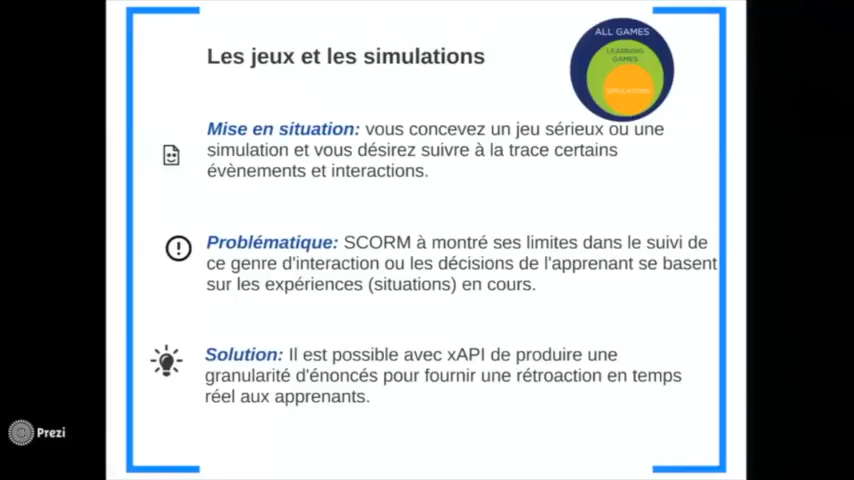 Les jeux et les simulations
ALL GAMES
LEARNING
GAMES
SIMULATIONS
Mise en situation: vous concevez un jeu sérieux ou une
simulation et vous désirez suivre à la trace certains
évènements et interactions.
Problématique: SCORM à montré ses limites dans le suivi de
ce genre d'interaction ou les décisions de l'apprenant se basent
sur les expériences (situations) en cours.
Solution: Il est possible avec xAPI de produire une
granularité d'énoncés pour fournir une rétroaction en temps
réel aux apprenants.
Prezi